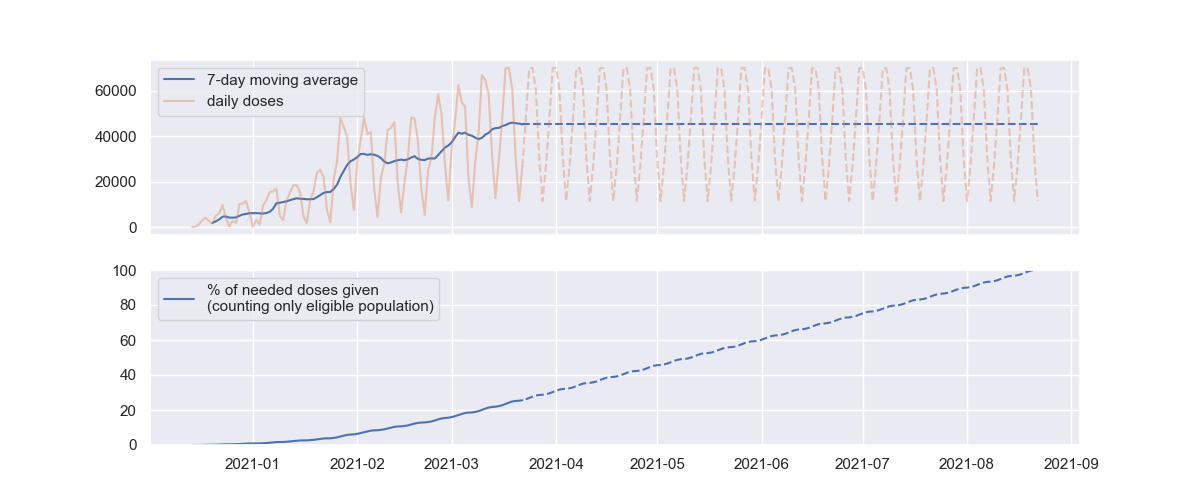 7-day moving average
daily doses
60000
40000
20000
0
% of needed doses given
(counting only eligible population)
100
80
60
40
20
0
2021-01 2021-02 2021-03 2021-04 2021-05 2021-06 2021-07 2021-08 2021-09